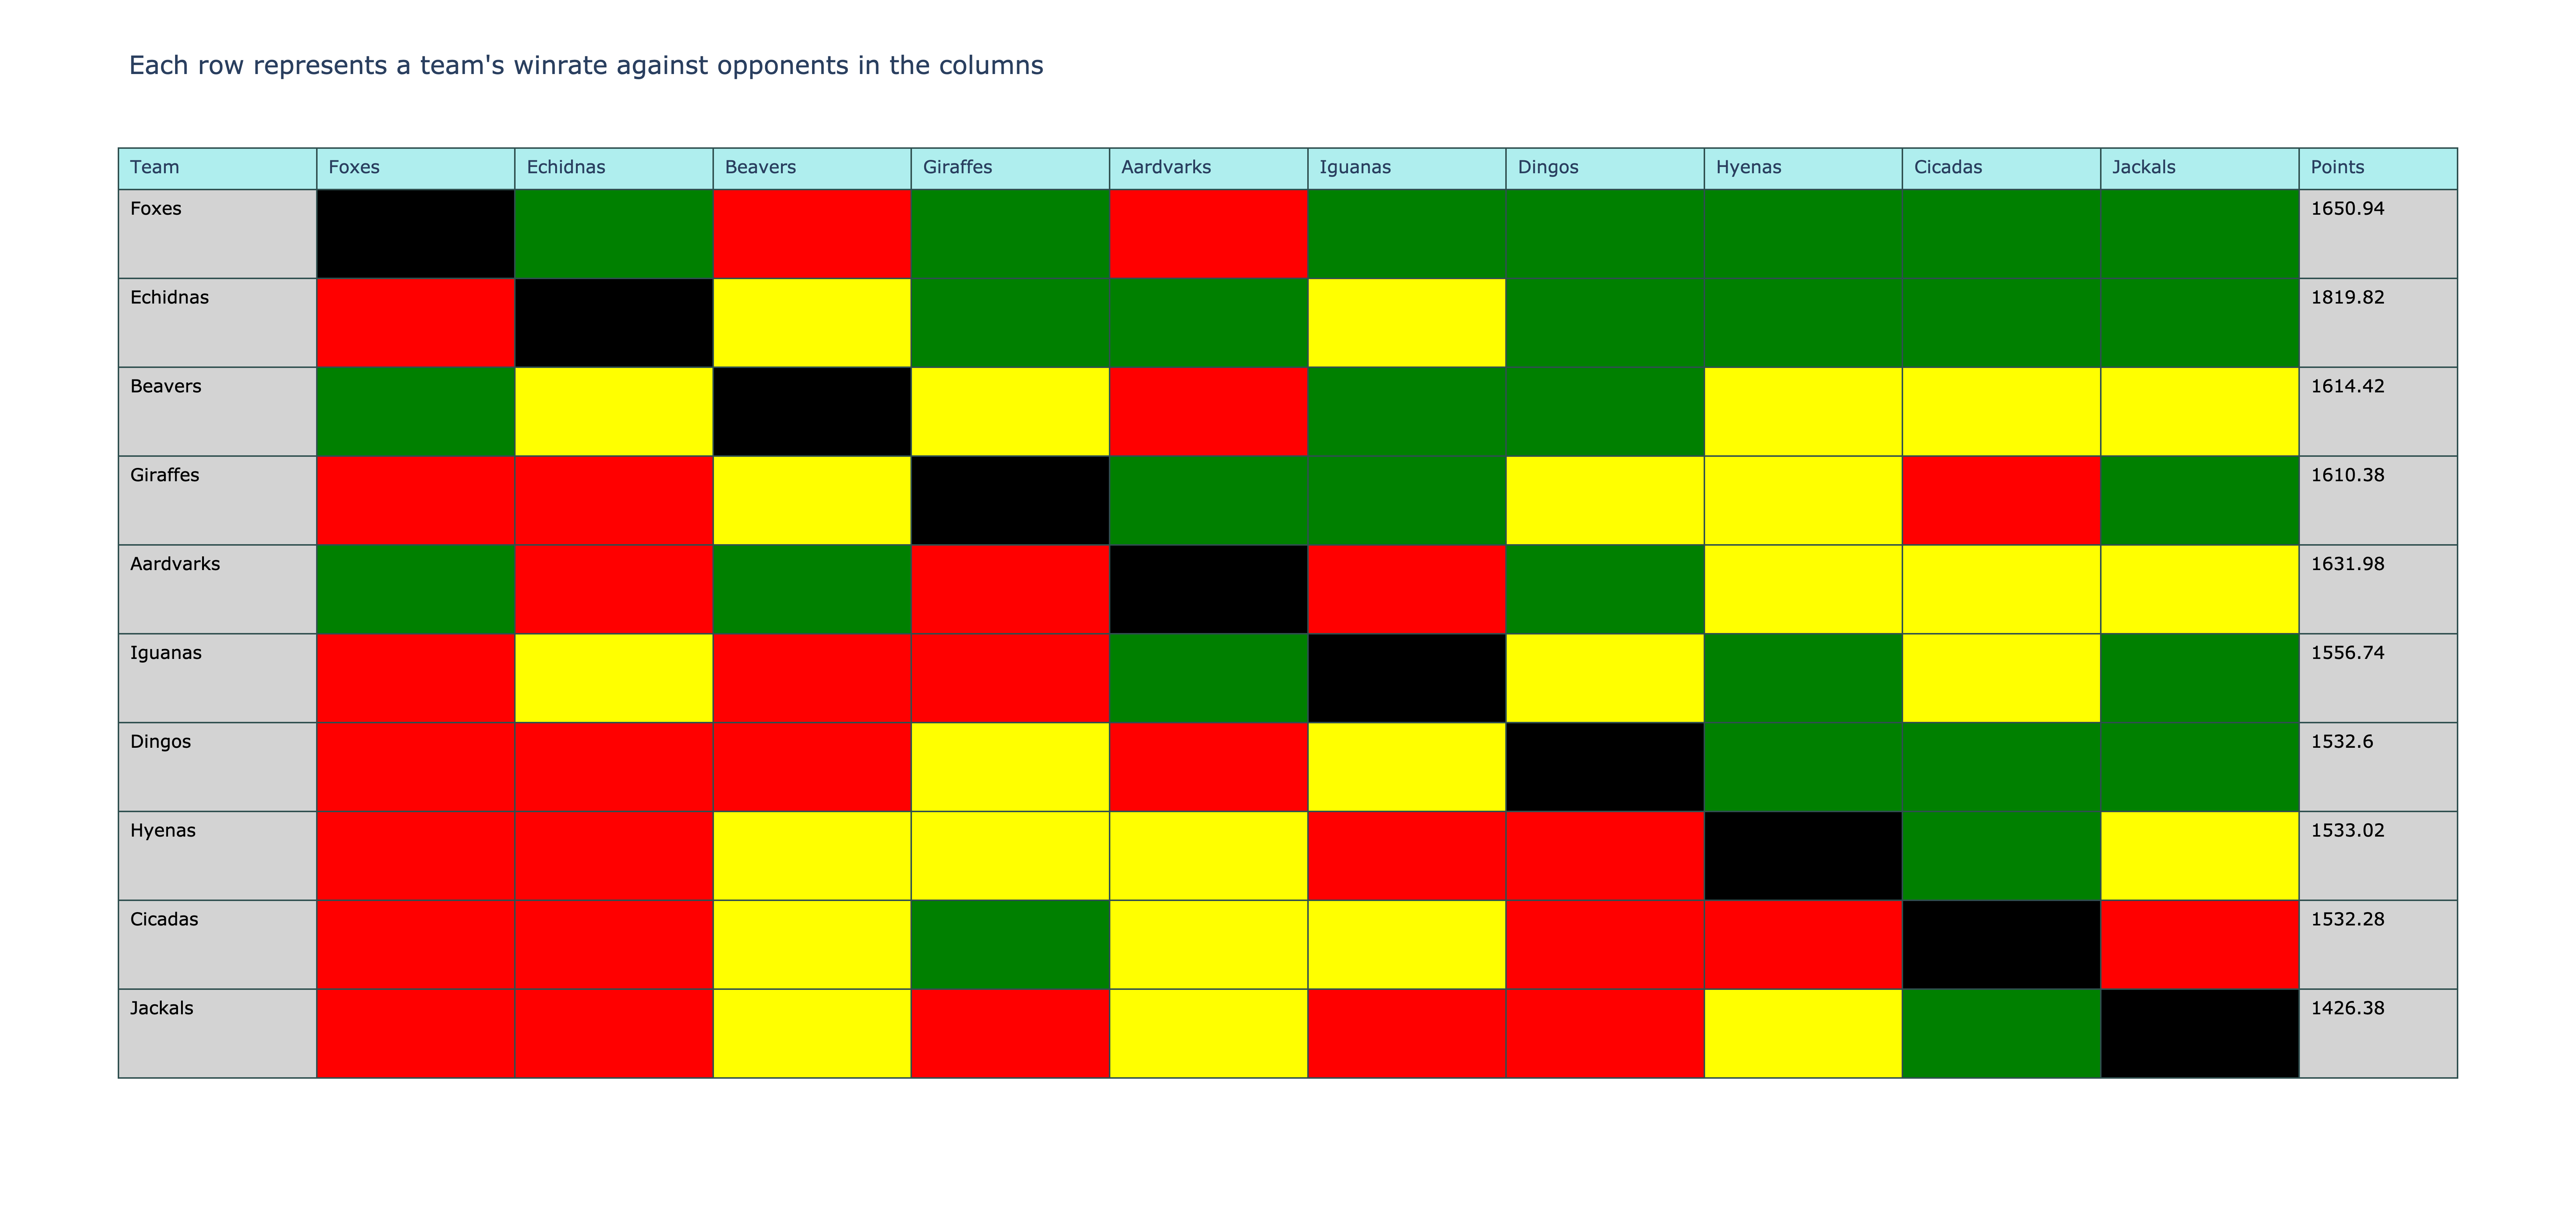 Each row represents a team's winrate against opponents in the columns
Team Foxes Echidnas Beavers Giraffes Aardvarks Iguanas Dingos Hyenas Cicadas Jackals Points
Foxes 1650.94
Echidnas 1819.82
Beavers 1614.42
Giraffes 1610.38
Aardvarks 1631.98
Iguanas 1556.74
Dingos 1532.6
Hyenas 1533.02
Cicadas 1532.28
Jackals 1426.38